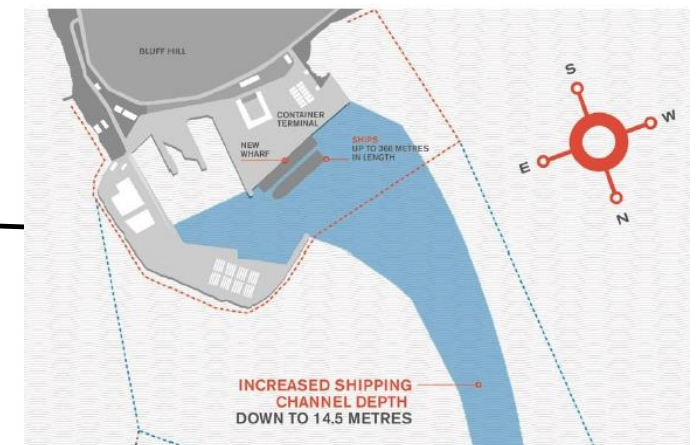 BLUFF HILL
CONTAINER
TERMINAL
NEW
WHARF
SHIPS
UP TO 360 METRES
IN LENGTH
S
W
E
N
INCREASED SHIPPING
CHANNEL DEPTH
DOWN TO 14.5 METRES